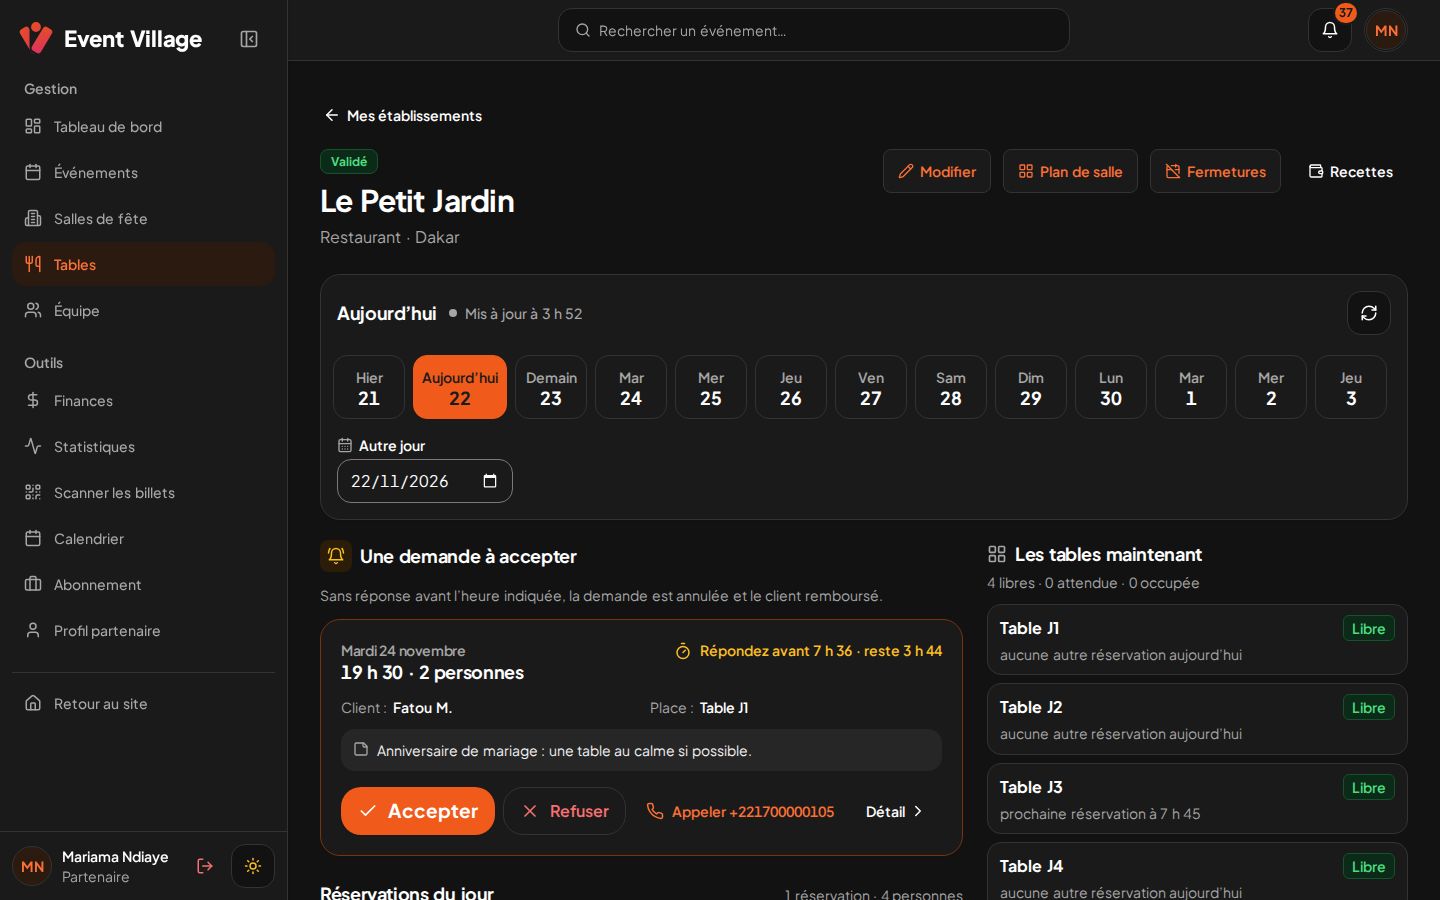 Event Village
Rechercher un événement...
37
MN
Gestion
Tableau de bord
Événements
Salles de fête
Tables
Équipe
Outils
Finances
Statistiques
Scanner les billets
Calendrier
Abonnement
Profil partenaire
Retour au site
MN
Mariama Ndiaye
Partenaire
Mes établissements
Validé
Le Petit Jardin
Restaurant · Dakar
Modifier
Plan de salle
Fermetures
Recettes
Aujourd’hui
Mis à jour à 3 h 52
Hier
21
Aujourd’hui
22
Demain
23
Mar
24
Mer
25
Jeu
26
Ven
27
Sam
28
Dim
29
Lun
30
Mar
1
Mer
2
Jeu
3
Autre jour
22/11/2026
Une demande à accepter
Sans réponse avant l’heure indiquée, la demande est annulée et le client remboursé.
Mardi 24 novembre
19 h 30 · 2 personnes
Répondez avant 7 h 36 · reste 3 h 44
Client : Fatou M.
Place : Table J1
Anniversaire de mariage : une table au calme si possible.
Accepter
Refuser
Appeler +221700000105
Détail
Réservations du jour
1 réservation · 4 personnes
Les tables maintenant
4 libres · 0 attendue · 0 occupée
Table J1
Libre
aucune autre réservation aujourd’hui
Table J2
Libre
aucune autre réservation aujourd’hui
Table J3
Libre
prochaine réservation à 7 h 45
Table J4
Libre
aucune autre réservation aujourd’hui